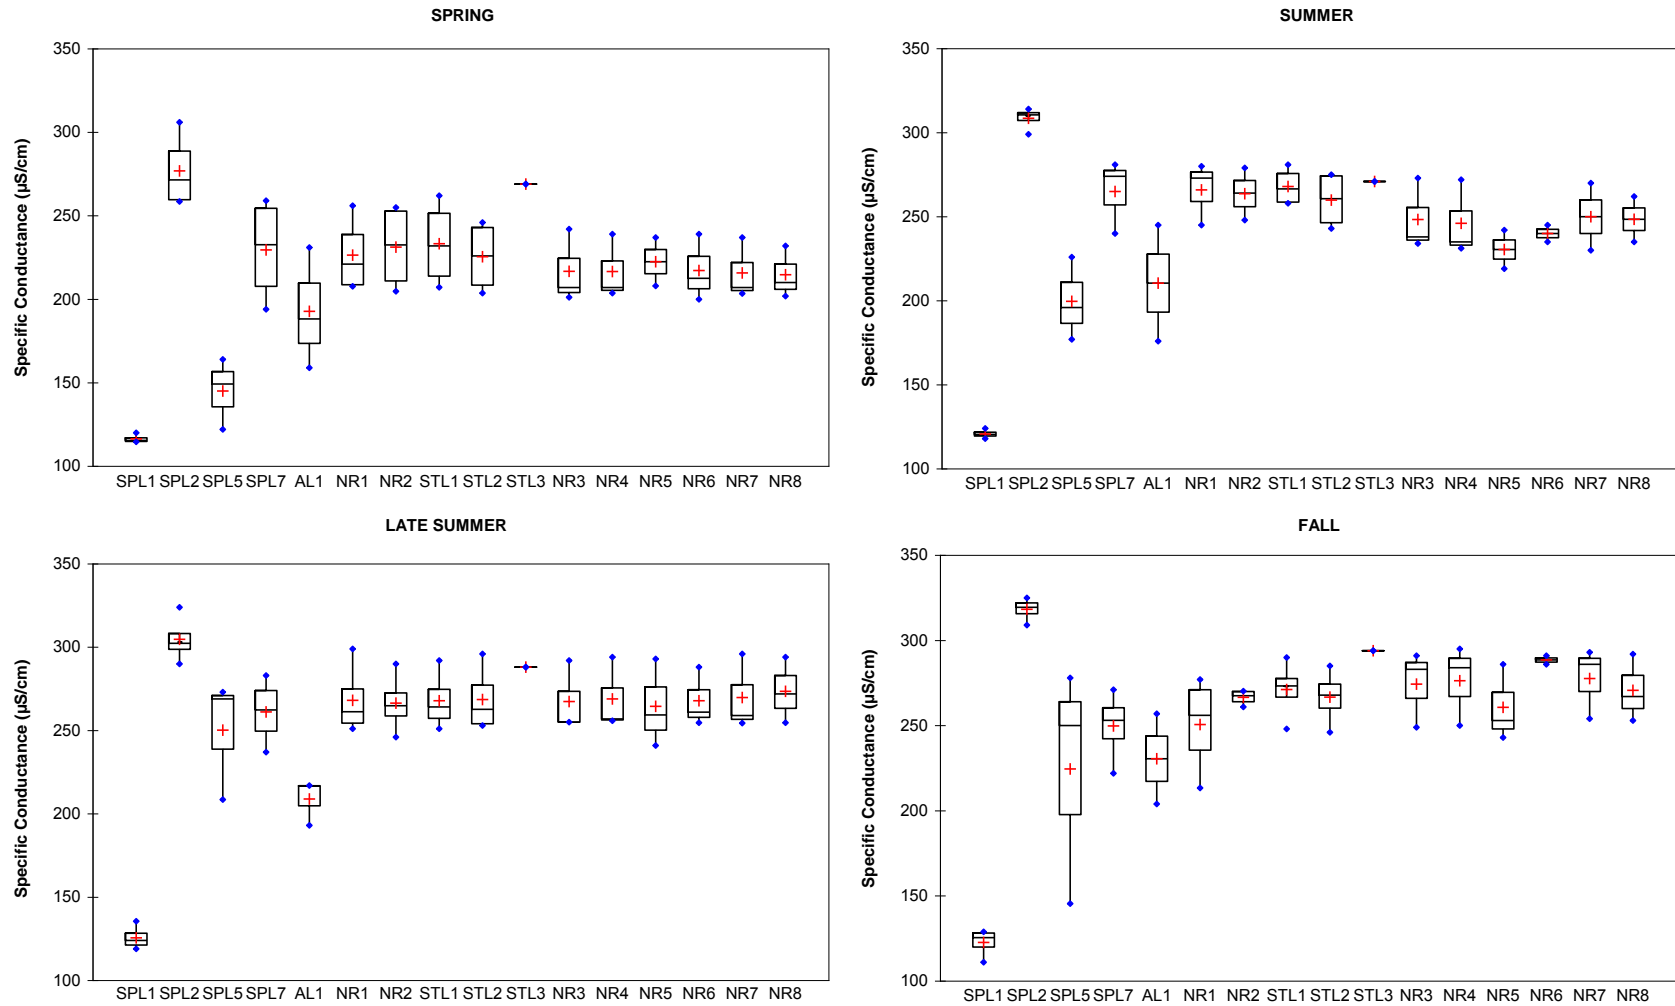 SPRING
Specific Conductance (µS/cm)
350
300
250
200
150
100
SPL1 SPL2 SPL5 SPL7 AL1 NR1 NR2 STL1 STL2 STL3 NR3 NR4 NR5 NR6 NR7 NR8
SUMMER
Specific Conductance (µS/cm)
350
300
250
200
150
100
SPL1 SPL2 SPL5 SPL7 AL1 NR1 NR2 STL1 STL2 STL3 NR3 NR4 NR5 NR6 NR7 NR8
LATE SUMMER
Specific Conductance (µS/cm)
350
300
250
200
150
100
SPL1 SPL2 SPL5 SPL7 AL1 NR1 NR2 STL1 STL2 STL3 NR3 NR4 NR5 NR6 NR7 NR8
FALL
Specific Conductance (µS/cm)
350
300
250
200
150
100
SPL1 SPL2 SPL5 SPL7 AL1 NR1 NR2 STL1 STL2 STL3 NR3 NR4 NR5 NR6 NR7 NR8